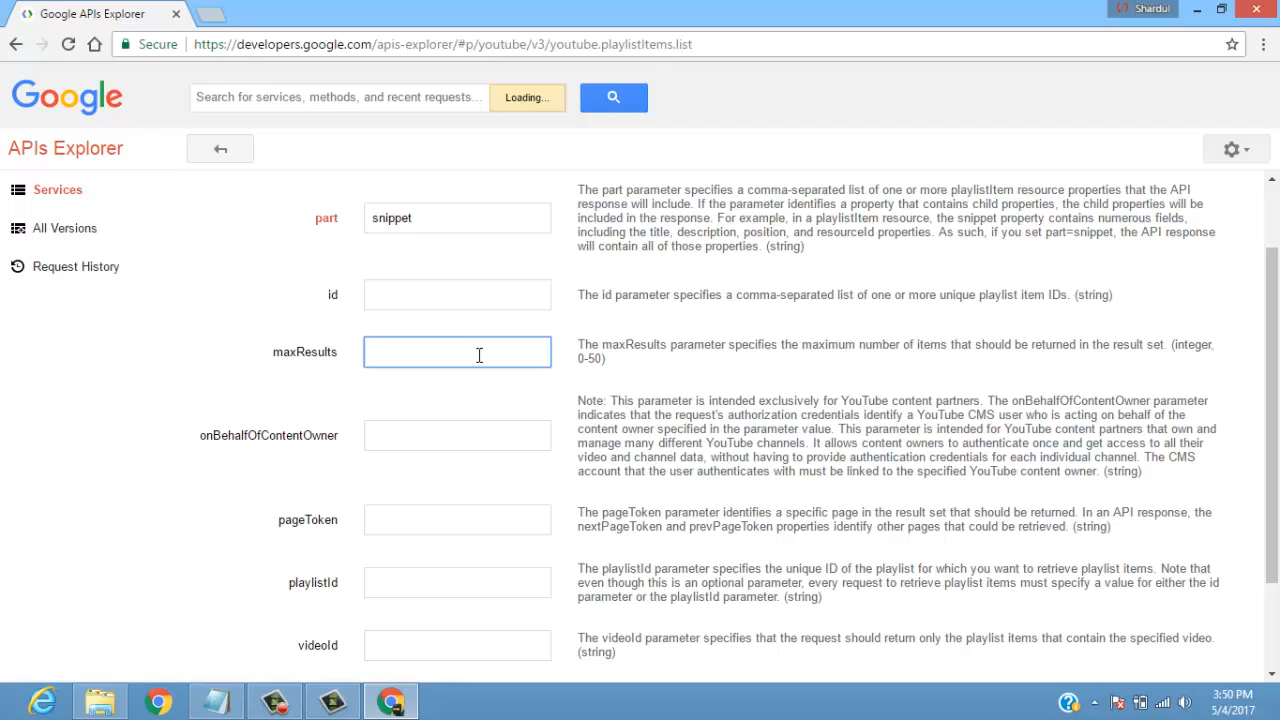 Google APIs Explorer
Shardul
Secure
https://developers.google.com/apis-explorer/#p/youtube/v3/youtube.playlistItems.list
Google
Search for services, methods, and recent requests...
Loading...
APIs Explorer
Services
All Versions
Request History
part
snippet
The part parameter specifies a comma-separated list of one or more playlistItem resource properties that the API
response will include. If the parameter identifies a property that contains child properties, the child properties will be
included in the response. For example, in a playlistItem resource, the snippet property contains numerous fields,
including the title, description, position, and resourceId properties. As such, if you set part=snippet, the API response
will contain all of those properties. (string)
id
The id parameter specifies a comma-separated list of one or more unique playlist item IDs. (string)
maxResults
The maxResults parameter specifies the maximum number of items that should be returned in the result set. (integer,
0-50)
onBehalfOfContentOwner
Note: This parameter is intended exclusively for YouTube content partners. The onBehalfOfContentOwner parameter
indicates that the request's authorization credentials identify a YouTube CMS user who is acting on behalf of the
content owner specified in the parameter value. This parameter is intended for YouTube content partners that own and
manage many different YouTube channels. It allows content owners to authenticate once and get access to all their
video and channel data, without having to provide authentication credentials for each individual channel. The CMS
account that the user authenticates with must be linked to the specified YouTube content owner. (string)
pageToken
The pageToken parameter identifies a specific page in the result set that should be returned. In an API response, the
nextPageToken and prevPageToken properties identify other pages that could be retrieved. (string)
playlistId
The playlistId parameter specifies the unique ID of the playlist for which you want to retrieve playlist items. Note that
even though this is an optional parameter, every request to retrieve playlist items must specify a value for either the id
parameter or the playlistId parameter. (string)
videoId
The videoId parameter specifies that the request should return only the playlist items that contain the specified video.
(string)
3:50 PM
5/4/2017